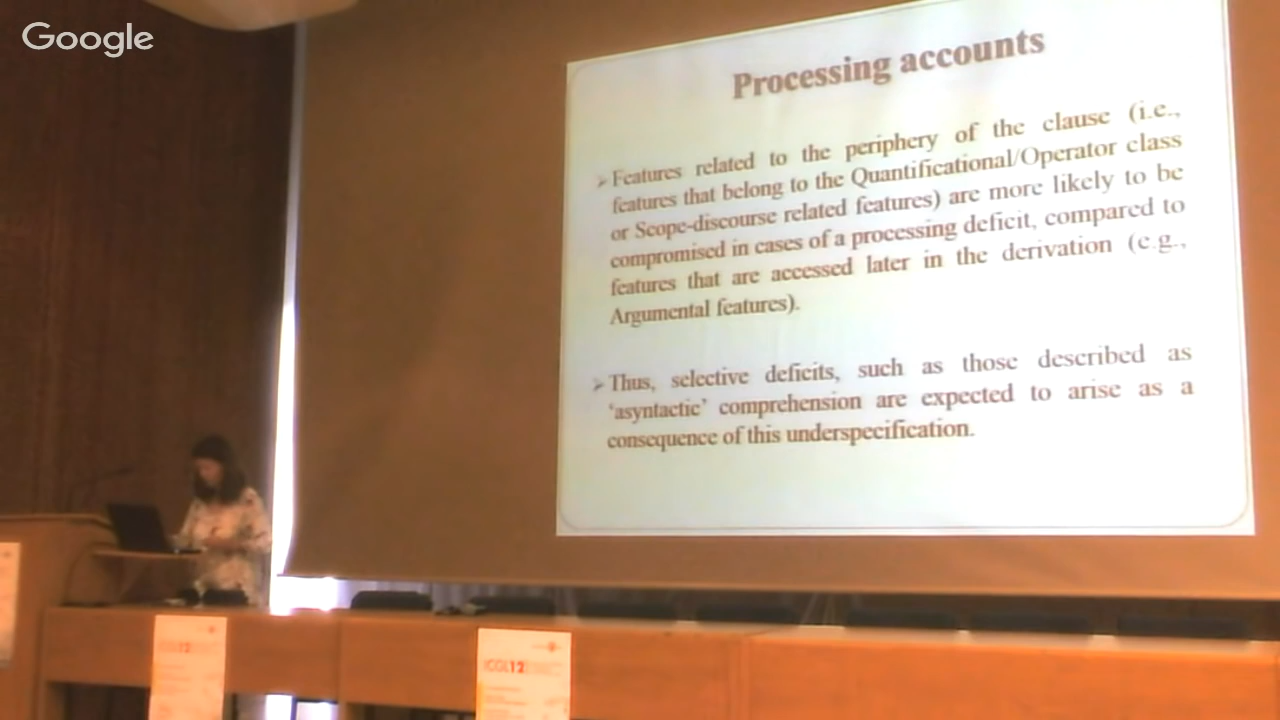 Google
Processing accounts
➢Features related to the periphery of the clause (i.e.,
features that belong to the Quantificational/Operator class
or Scope-discourse related features) are more likely to be
compromised in cases of a processing deficit, compared to
features that are accessed later in the derivation (e.g.,
Argumental features).
➢Thus, selective deficits, such as those described as
‘asyntactic’ comprehension are expected to arise as a
consequence of this underspecification.
ICGL12
ICGL12